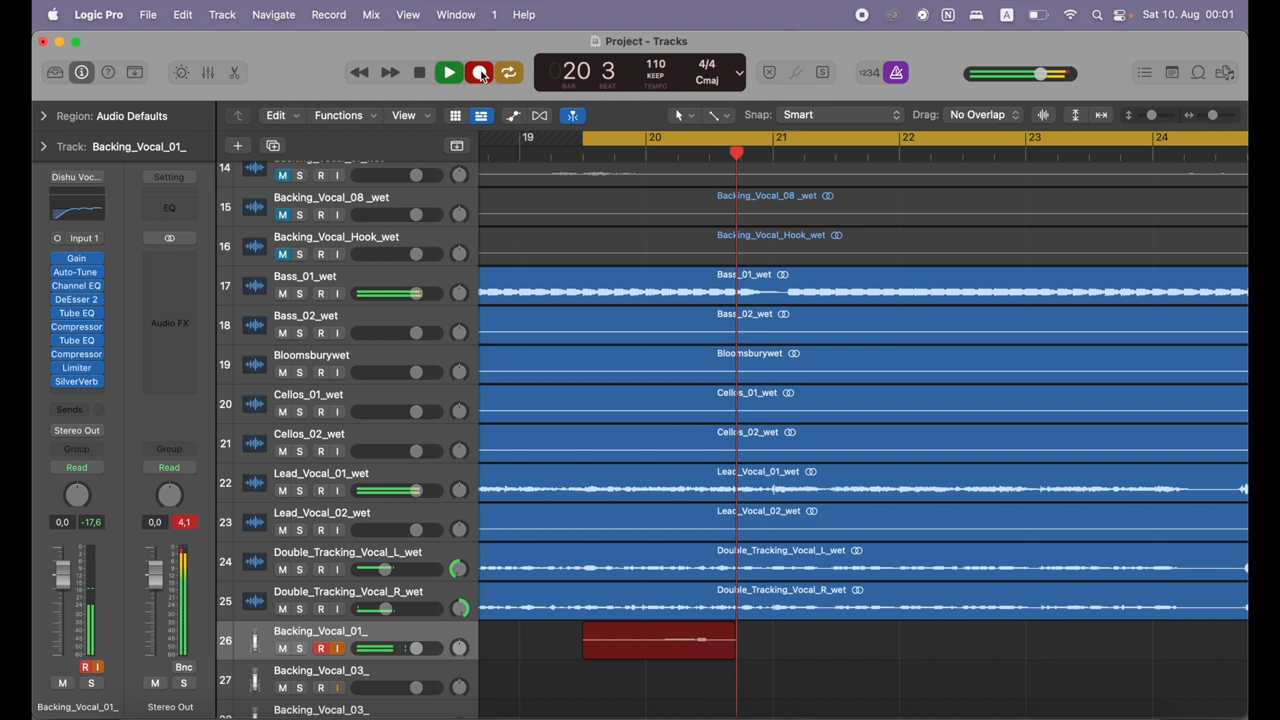 Logic Pro File Edit Track Navigate Record Mix View Window 1 Help A Sat 10. Aug 00:01
Project - Tracks
20 3 110 4/4
KEEP Cmaj
BAR BEAT TEMPO
1234
Region: Audio Defaults
Edit Functions View Snap: Smart Drag: No Overlap
Track: Backing_Vocal_01_
19 20 21 22 23 24
Dishu Voc... Setting
EQ
Input 1
Gain
Auto-Tune
Channel EQ
DeEsser 2
Tube EQ
Compressor
Tube EQ
Compressor
Limiter
SilverVerb
Audio FX
Sends
Stereo Out
Group Group
Read Read
0,0 -17,6 0,0 4,1
R I Bnc
M S M S
Backing_Vocal_01_ Stereo Out
14
M S R I
15 Backing_Vocal_08 _wet Backing_Vocal_08 _wet
M S R I
16 Backing_Vocal_Hook_wet Backing_Vocal_Hook_wet
M S R I
17 Bass_01_wet Bass_01_wet
M S R I
18 Bass_02_wet Bass_02_wet
M S R I
19 Bloomsburywet Bloomsburywet
M S R I
20 Cellos_01_wet Cellos_01_wet
M S R I
21 Cellos_02_wet Cellos_02_wet
M S R I
22 Lead_Vocal_01_wet Lead_Vocal_01_wet
M S R I
23 Lead_Vocal_02_wet Lead_Vocal_02_wet
M S R I
24 Double_Tracking_Vocal_L_wet Double_Tracking_Vocal_L_wet
M S R I
25 Double_Tracking_Vocal_R_wet Double_Tracking_Vocal_R_wet
M S R I
26 Backing_Vocal_01_
M S R I
27 Backing_Vocal_03_
M S R I
Backing_Vocal_03_